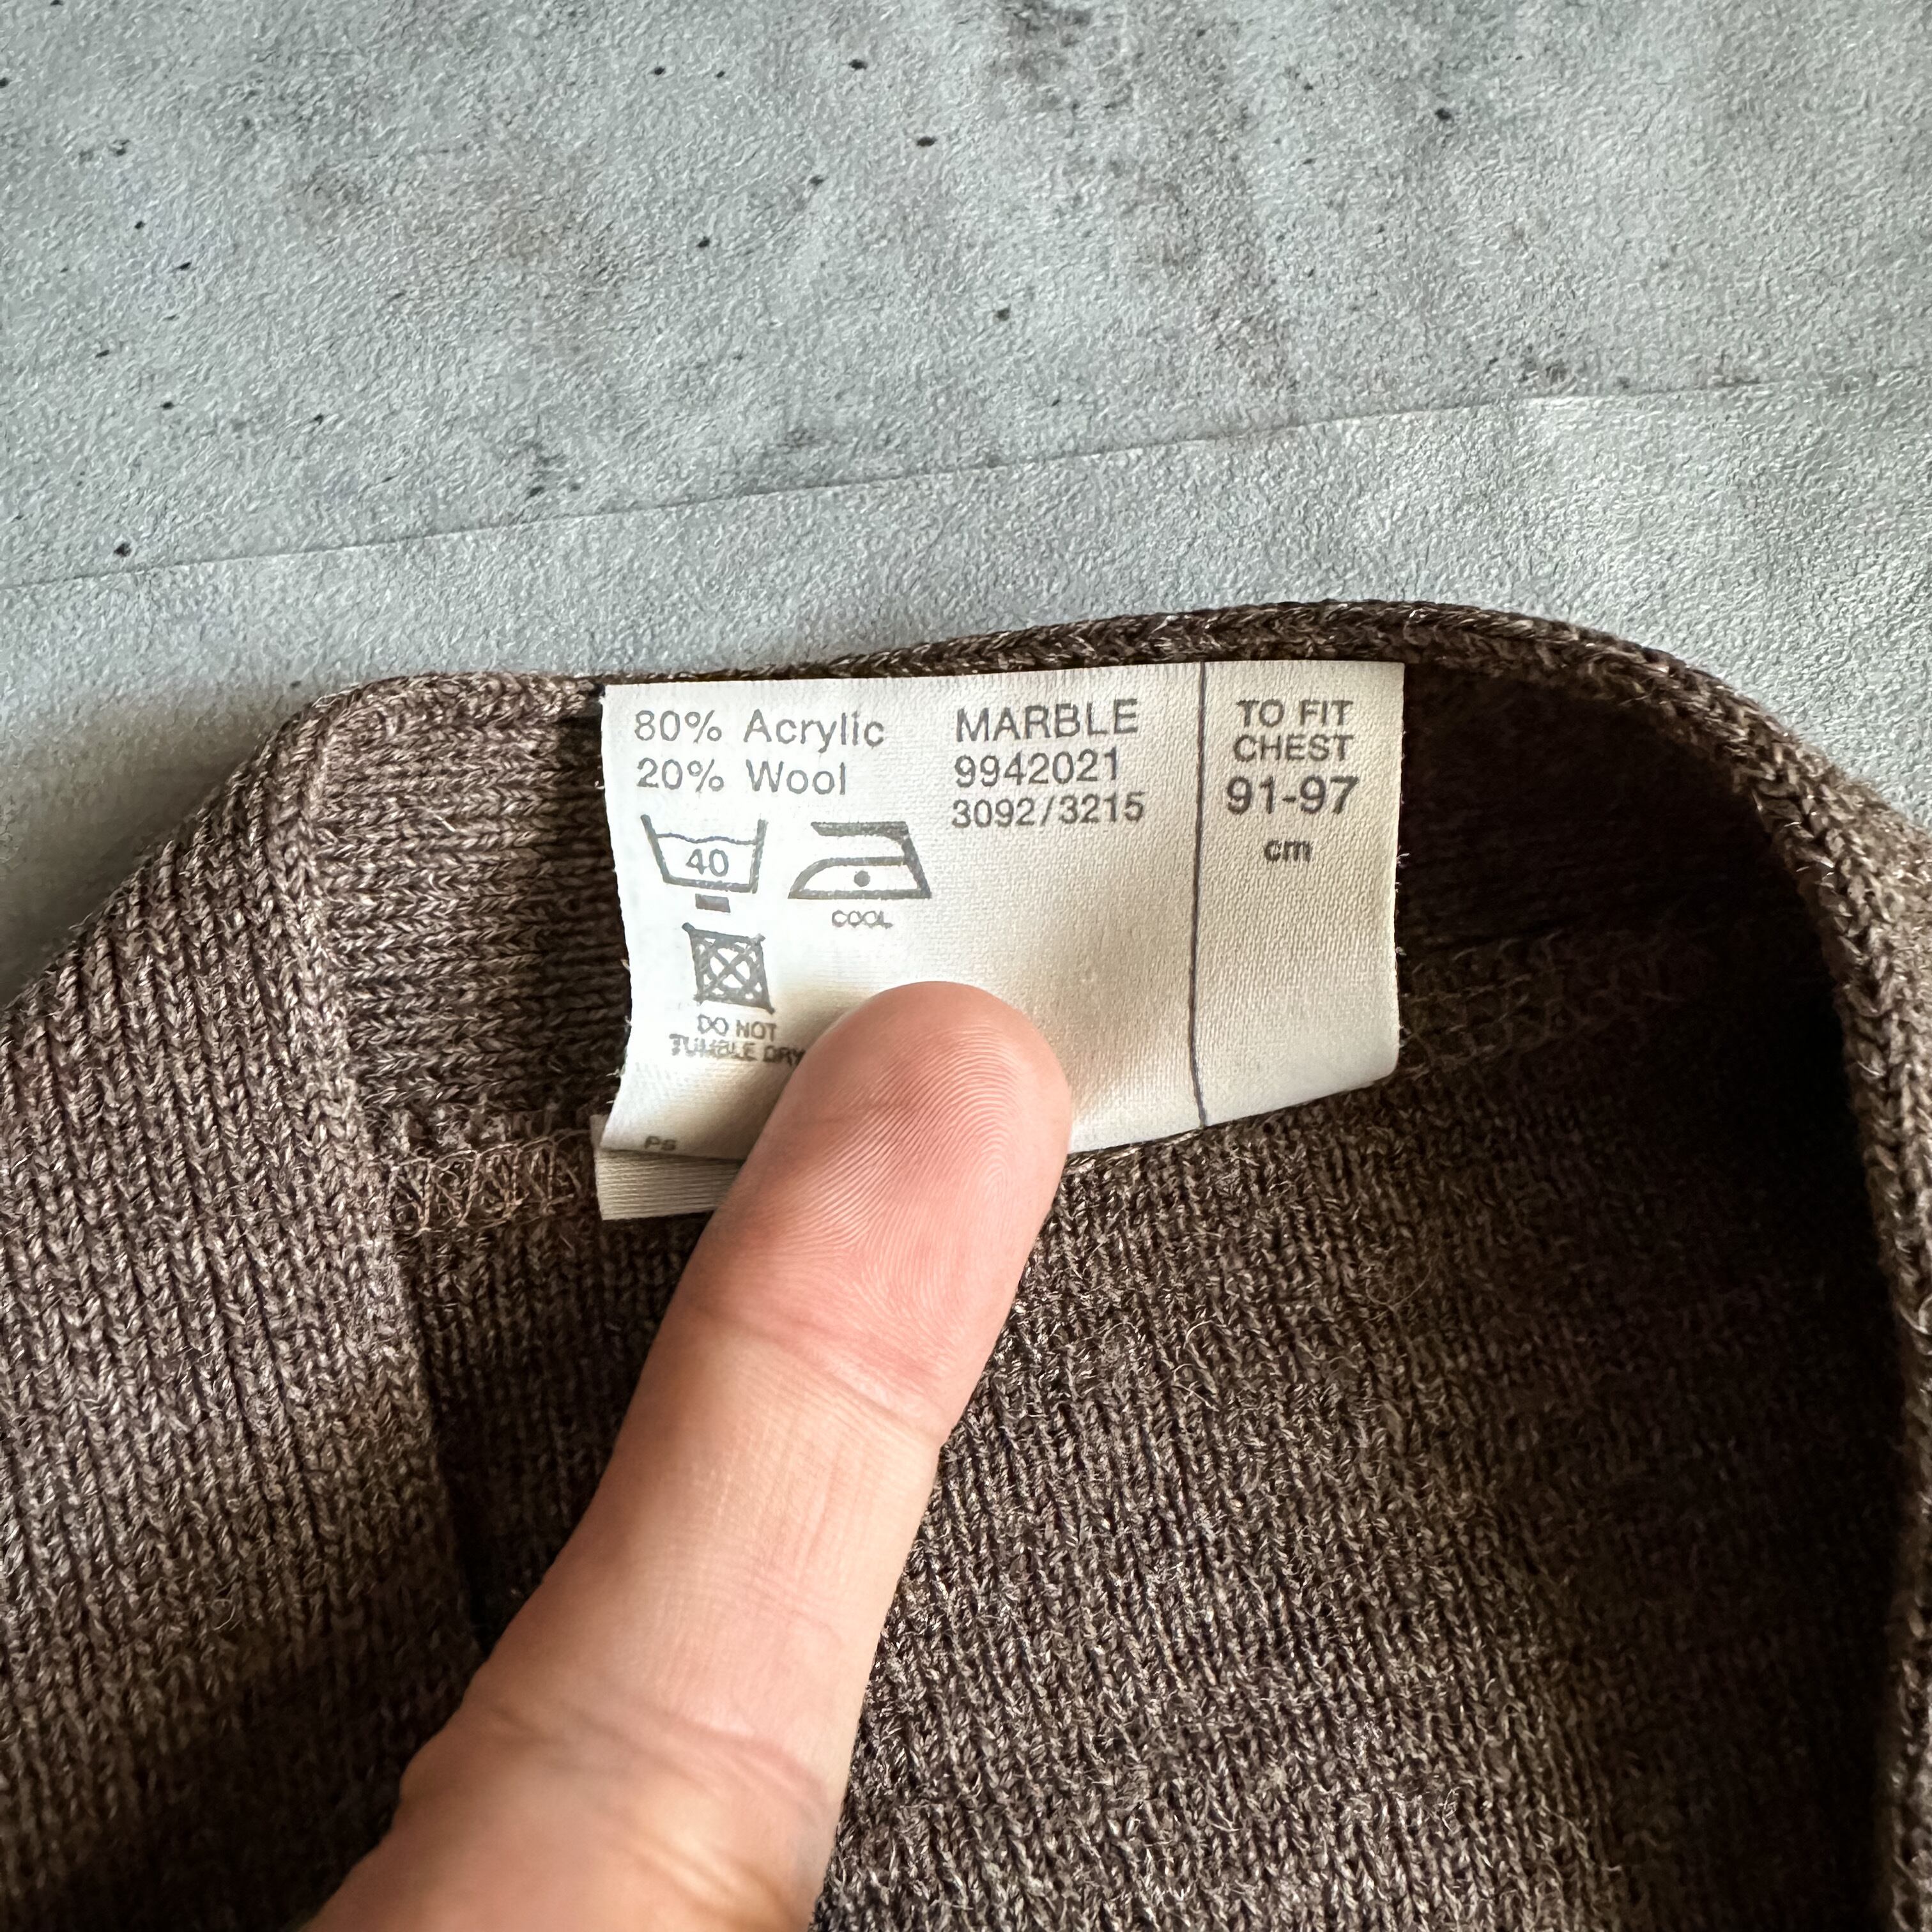 80% Acrylic
20% Wool
40
COOL
DO NOT
TUMBLE DRY
PS
MARBLE
9942021
3092/3215
TO FIT
CHEST
91-97
cm